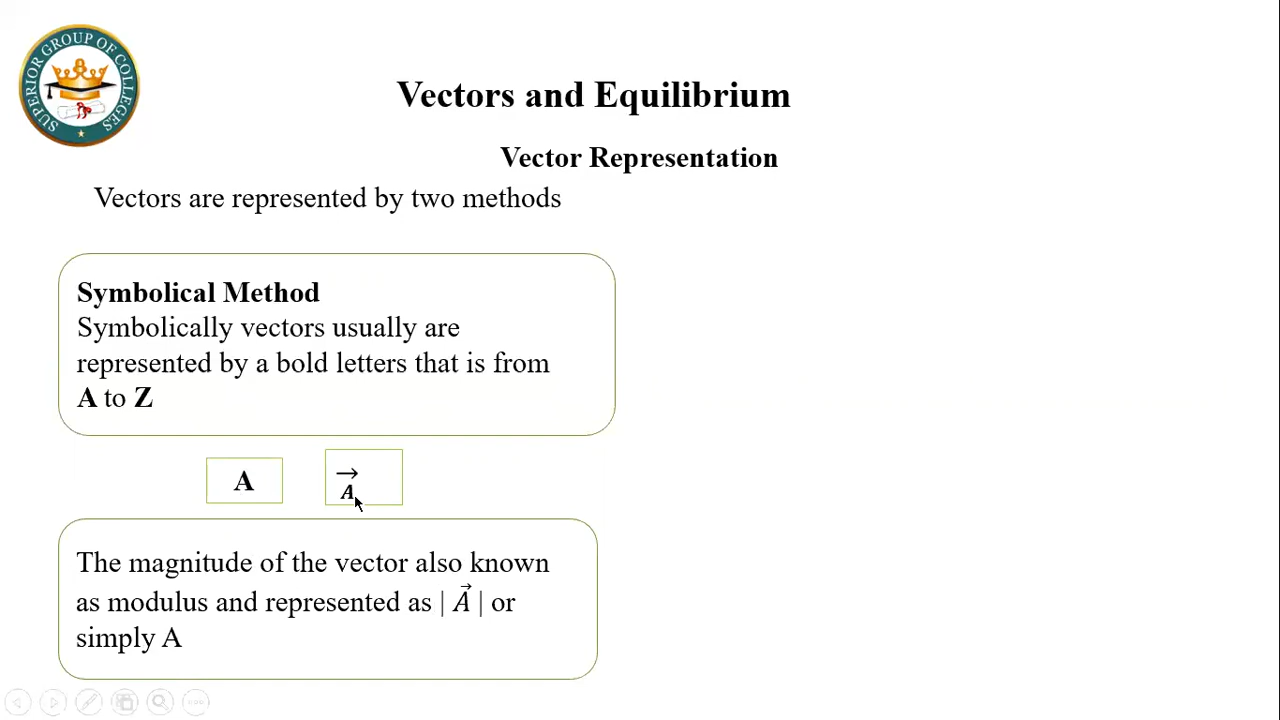 SUPERIOR GROUP OF COLLEGES
Vectors and Equilibrium
Vector Representation
Vectors are represented by two methods
Symbolical Method
Symbolically vectors usually are
represented by a bold letters that is from
A to Z
A
→
A
The magnitude of the vector also known
as modulus and represented as | A⃗ | or
simply A